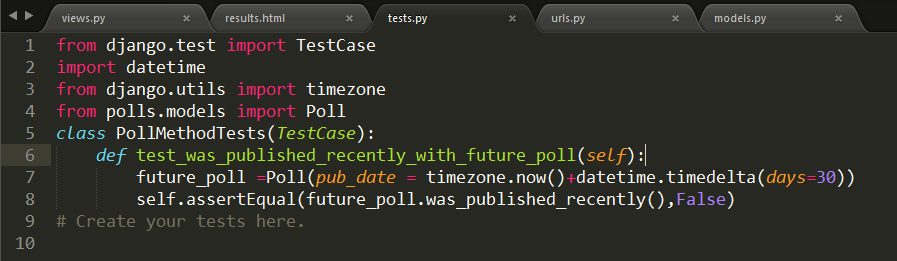 views.py × results.html × tests.py × urls.py × models.py ×
1 from django.test import TestCase
2 import datetime
3 from django.utils import timezone
4 from polls.models import Poll
5 class PollMethodTests(TestCase):
6     def test_was_published_recently_with_future_poll(self):
7         future_poll =Poll(pub_date = timezone.now()+datetime.timedelta(days=30))
8         self.assertEqual(future_poll.was_published_recently(),False)
9 # Create your tests here.
10